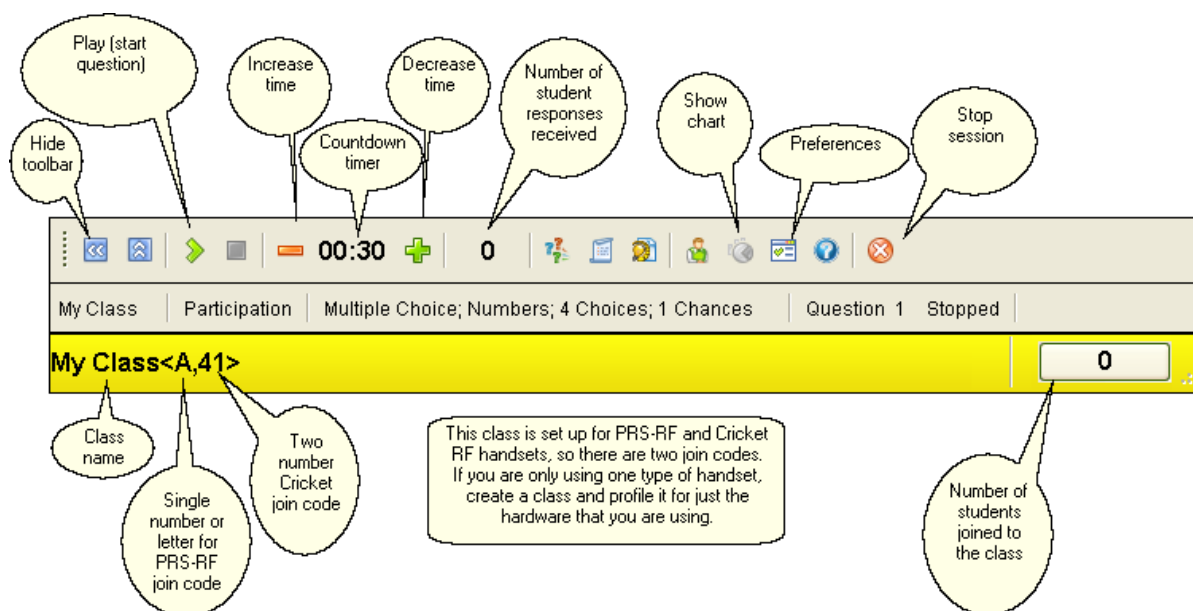 Play (start
question)
Increase
time
Decrease
time
Number of
student
responses
received
Show
chart
Stop
session
Hide
toolbar
Countdown
timer
Preferences
00:30
0
My Class
Participation
Multiple Choice; Numbers; 4 Choices; 1 Chances
Question 1
Stopped
My Class<A,41>
0
Class
name
Single
number or
letter for
PRS-RF
join code
Two
number
Cricket
join code
This class is set up for PRS-RF and Cricket
RF handsets, so there are two join codes.
If you are only using one type of handset,
create a class and profile it for just the
hardware that you are using.
Number of
students
joined to
the class